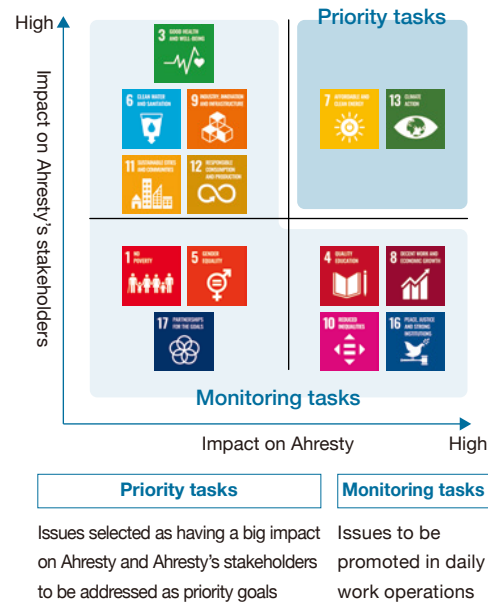 High
Priority tasks
Impact on Ahresty's stakeholders
3 GOOD HEALTH
AND WELL-BEING
6 CLEAN WATER
AND SANITATION
9 INDUSTRY, INNOVATION
AND INFRASTRUCTURE
7 AFFORDABLE AND
CLEAN ENERGY
13 CLIMATE
ACTION
11 SUSTAINABLE CITIES
AND COMMUNITIES
12 RESPONSIBLE
CONSUMPTION
AND PRODUCTION
1 NO
POVERTY
5 GENDER
EQUALITY
4 QUALITY
EDUCATION
8 DECENT WORK AND
ECONOMIC GROWTH
17 PARTNERSHIPS
FOR THE GOALS
10 REDUCED
INEQUALITIES
16 PEACE, JUSTICE
AND STRONG
INSTITUTIONS
Monitoring tasks
Impact on Ahresty
High
Priority tasks
Issues selected as having a big impact
on Ahresty and Ahresty's stakeholders
to be addressed as priority goals
Monitoring tasks
Issues to be
promoted in daily
work operations